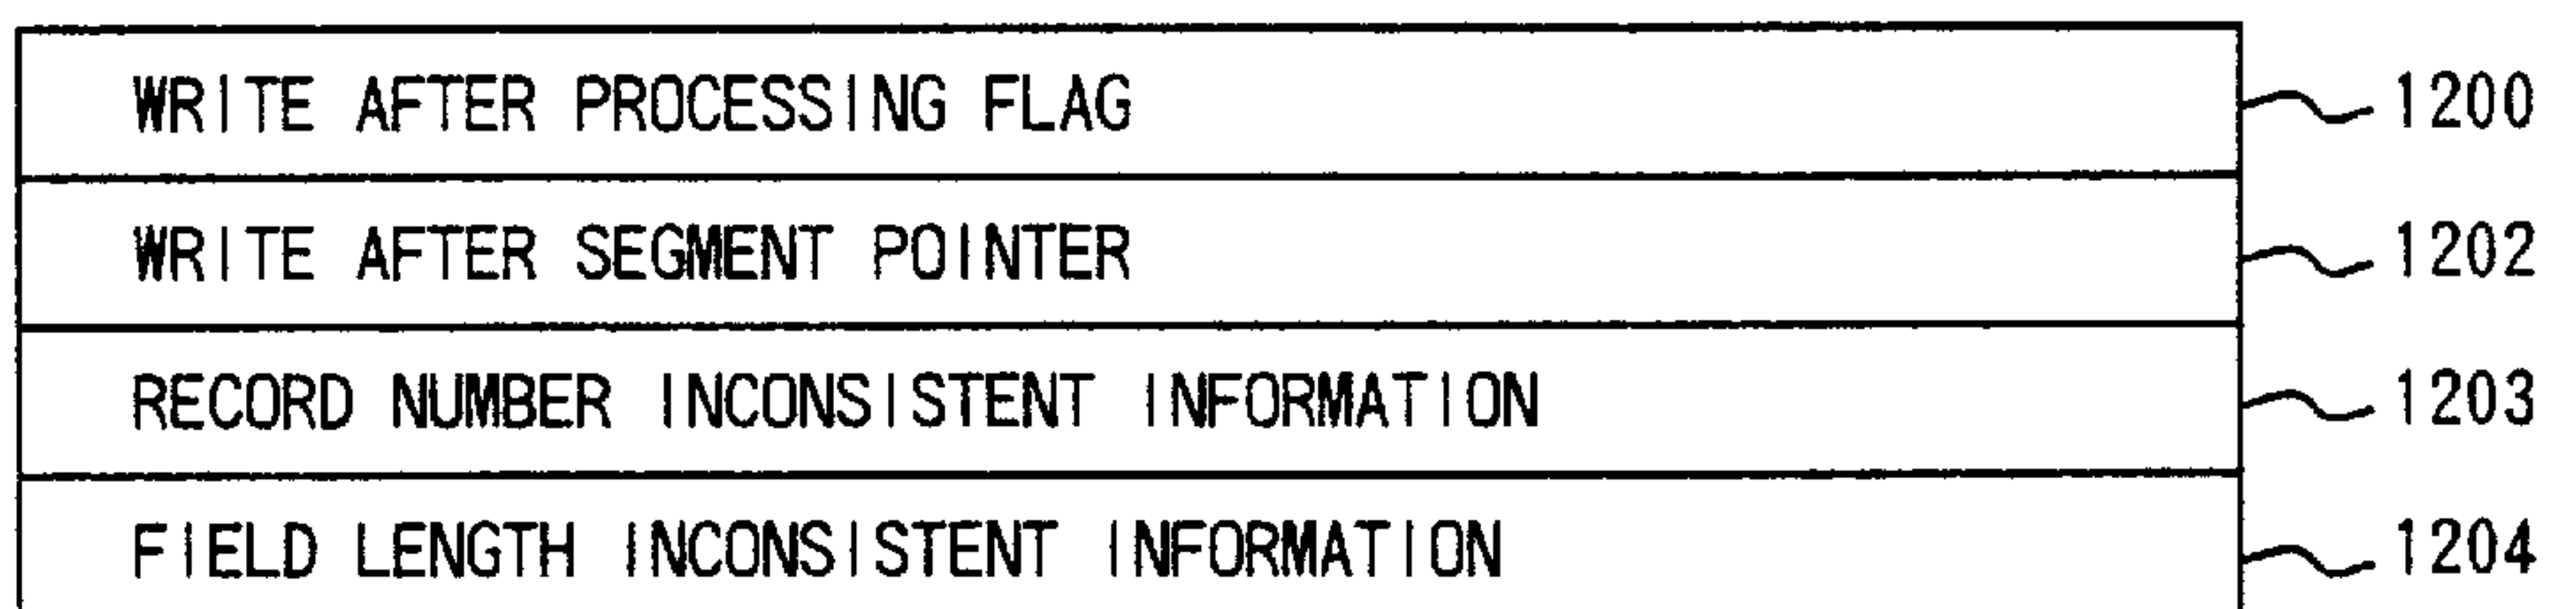 WRITE AFTER PROCESSING FLAG 1200
WRITE AFTER SEGMENT POINTER 1202
RECORD NUMBER INCONSISTENT INFORMATION 1203
FIELD LENGTH INCONSISTENT INFORMATION 1204